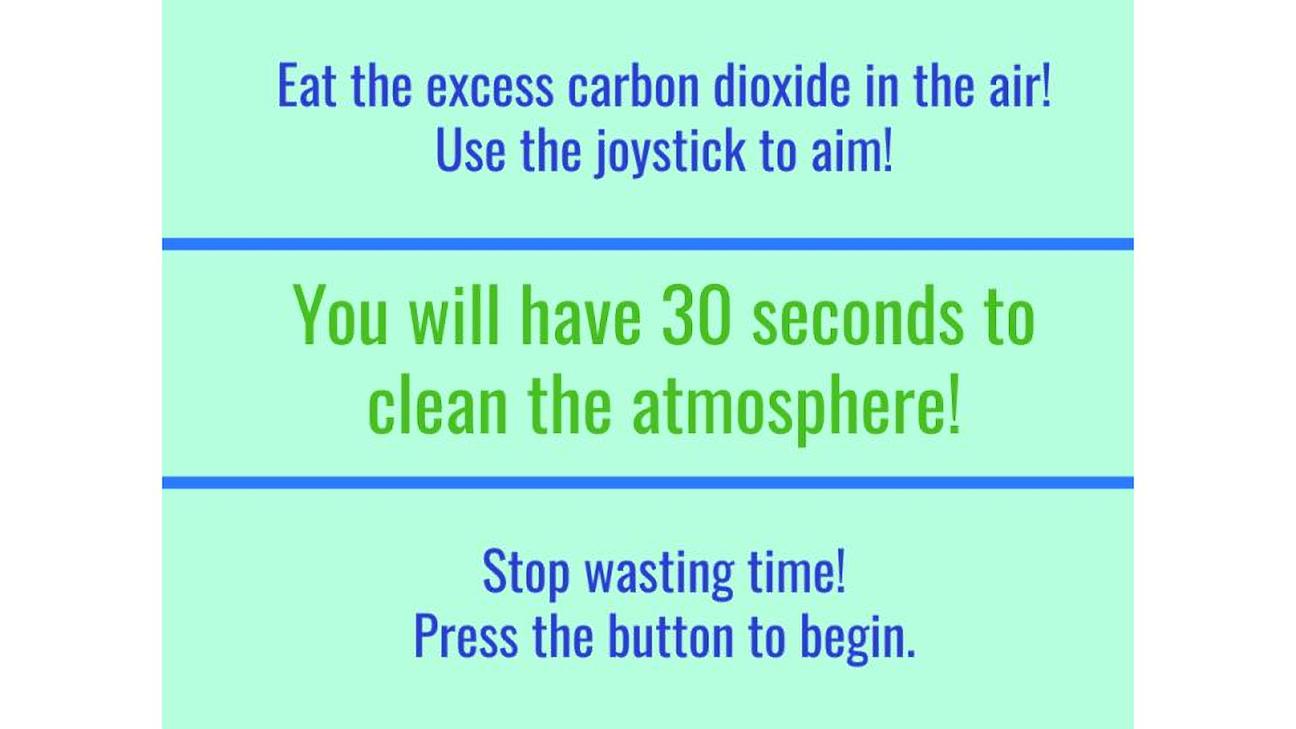 Eat the excess carbon dioxide in the air!
Use the joystick to aim!
You will have 30 seconds to
clean the atmosphere!
Stop wasting time!
Press the button to begin.